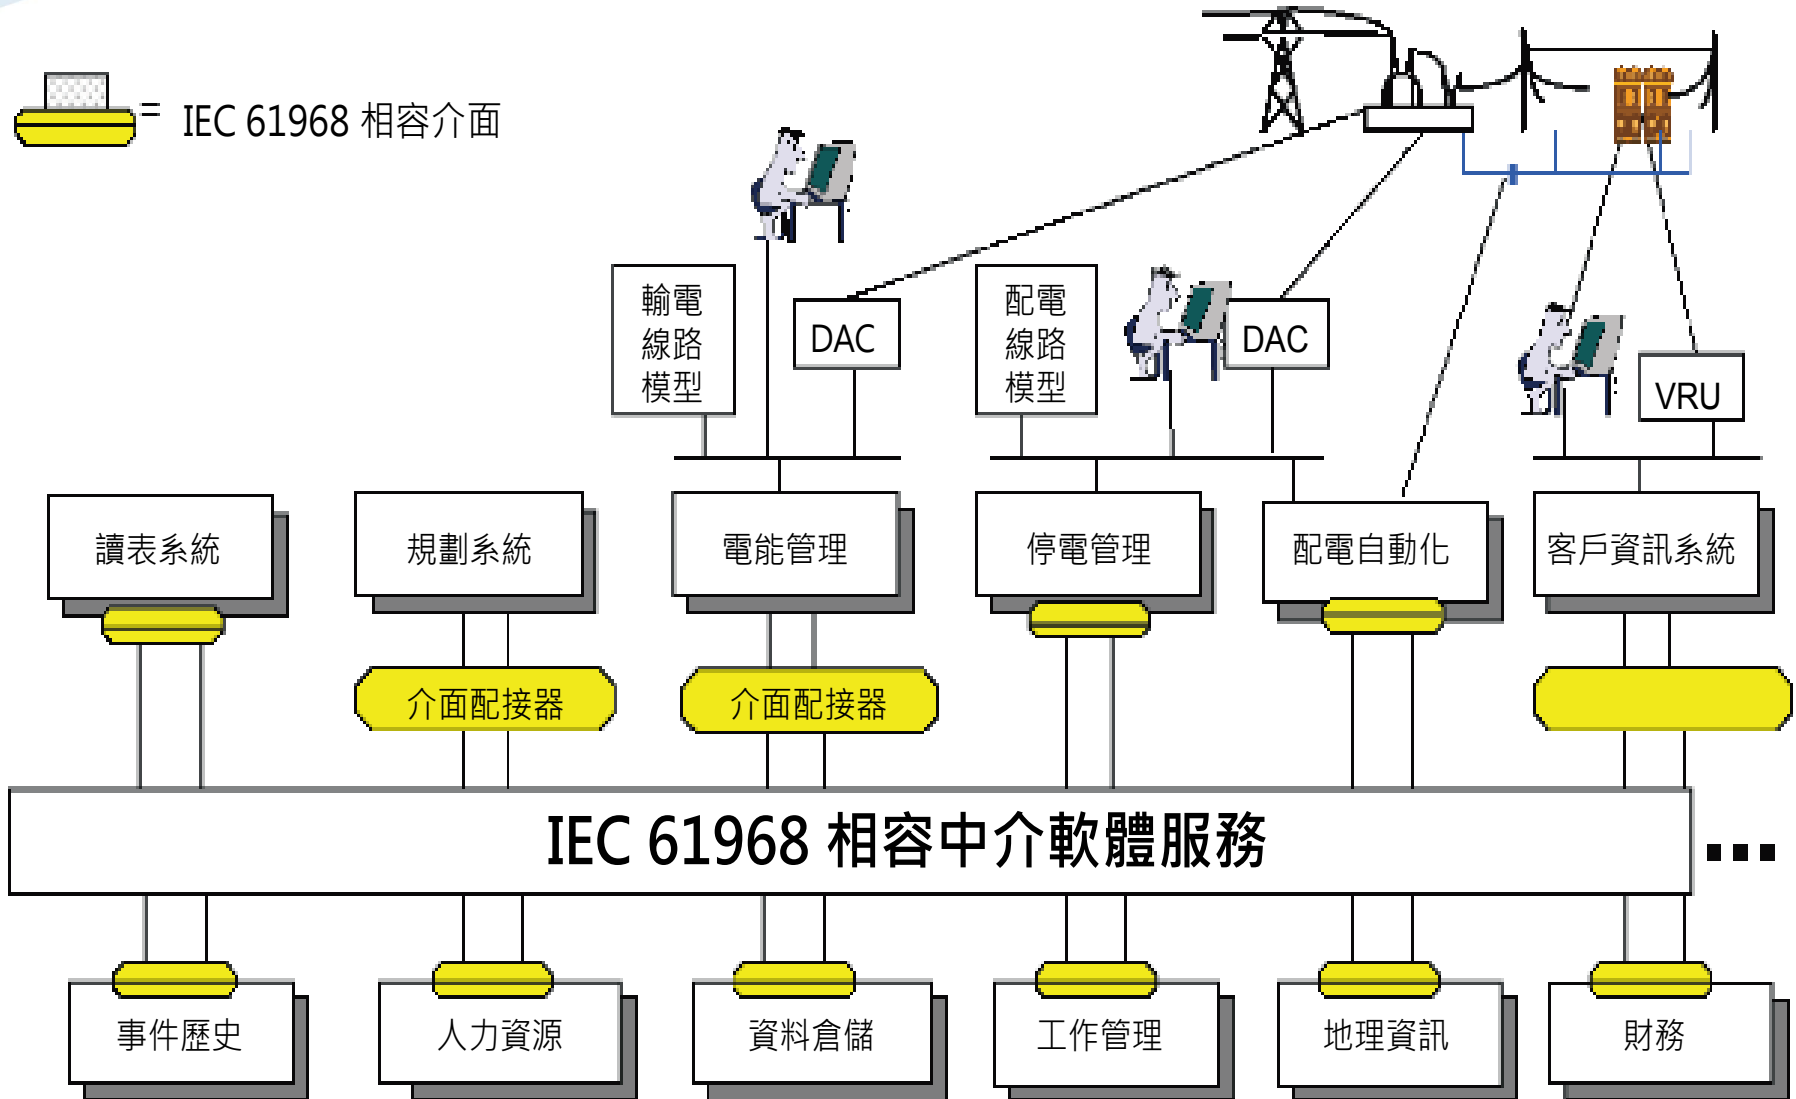 = IEC 61968 相容介面
輸電
線路
模型
DAC
配電
線路
模型
DAC
VRU
讀表系統
規劃系統
電能管理
停電管理
配電自動化
客戶資訊系統
介面配接器
介面配接器
IEC 61968 相容中介軟體服務
...
事件歷史
人力資源
資料倉儲
工作管理
地理資訊
財務